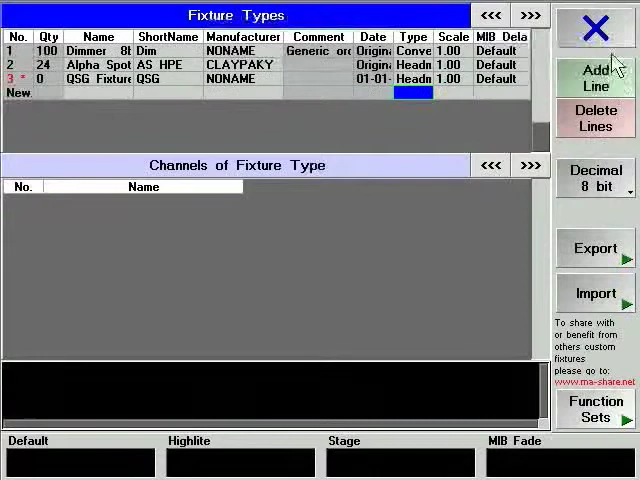 Fixture Types
<<< >>>
No. Qty Name ShortName Manufacturer Comment Date Type Scale MIB Dela
1 100 Dimmer 8b Dim NONAME Generic orc Origina Conve 1.00 Default
2 24 Alpha Spot AS HPE CLAYPAKY Origina Headm 1.00 Default
3 * 0 QSG Fixture QSG NONAME 01-01- Headm 1.00 Default
New
Channels of Fixture Type
<<< >>>
No. Name
Add
Line
Delete
Lines
Decimal
8 bit
Export
Import
To share with
or benefit from
others custom
fixtures
please go to:
www.ma-share.net
Function
Sets
Default Highlite Stage MIB Fade